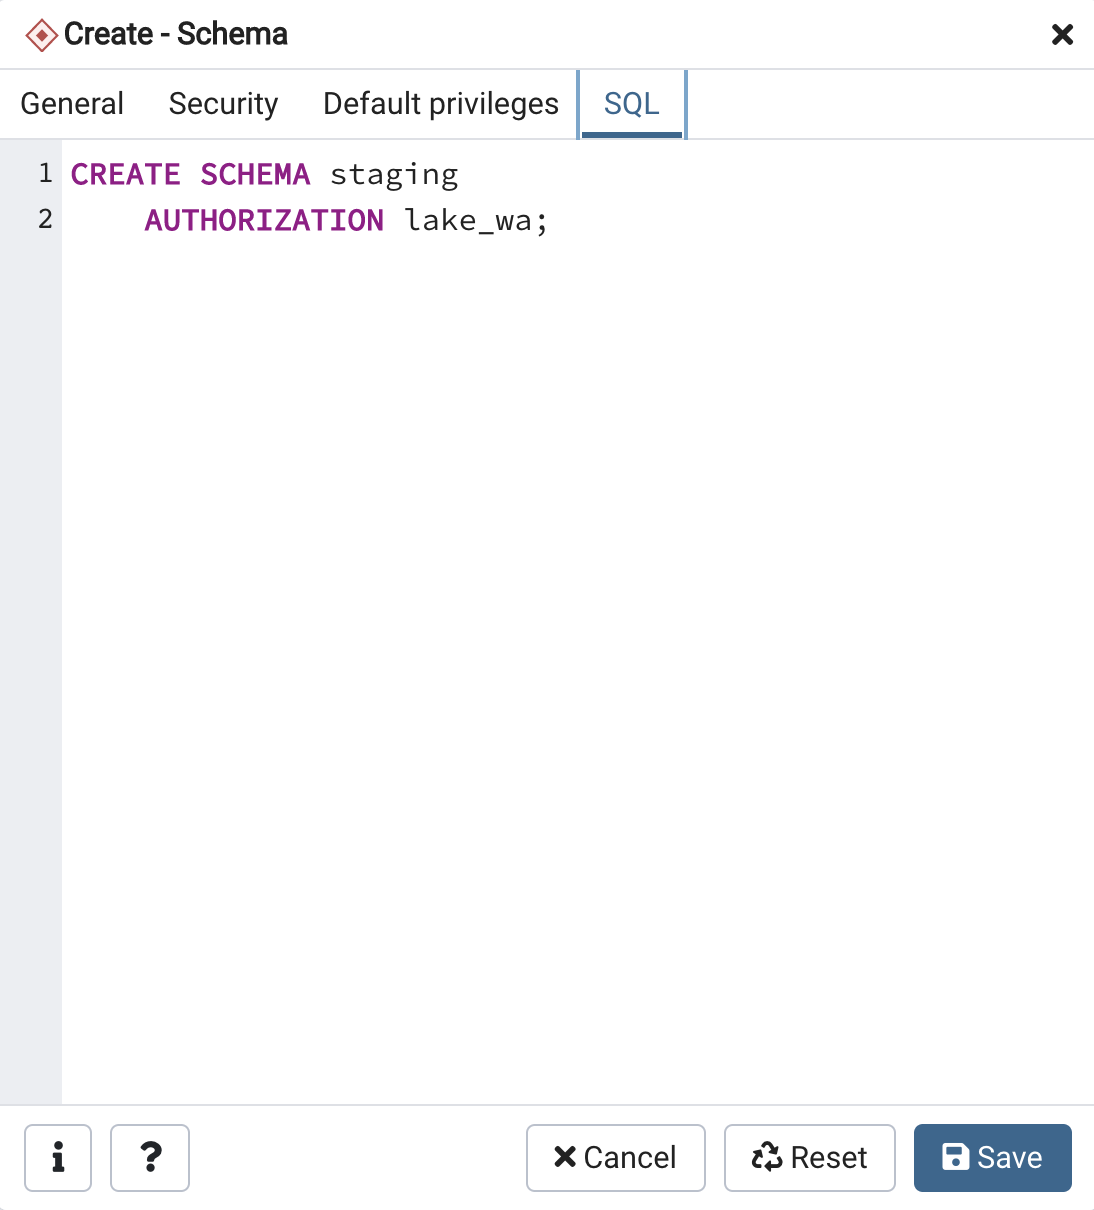 Create - Schema
General Security Default privileges SQL
1 CREATE SCHEMA staging
2 AUTHORIZATION lake_wa;
Cancel Reset Save